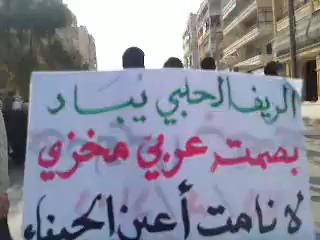 الريف الحلبي يباد
بصمت عربي مخزي
لا نامت أعين الجبناء